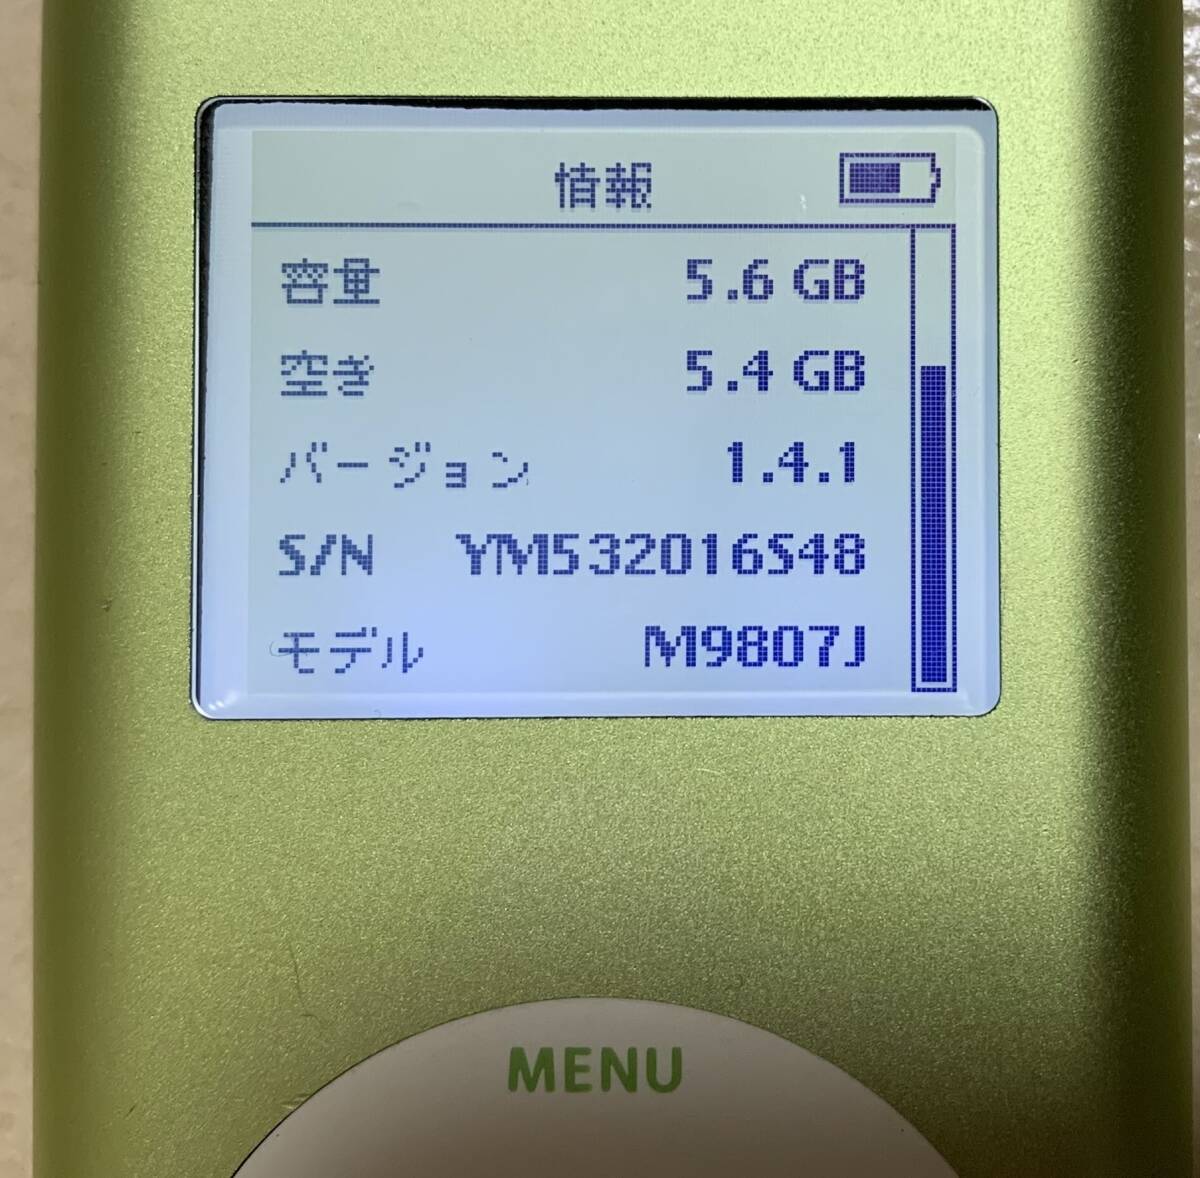 情報
容量 5.6 GB
空き 5.4 GB
バージョン 1.4.1
S/N YM532016S48
モデル M9807J
MENU